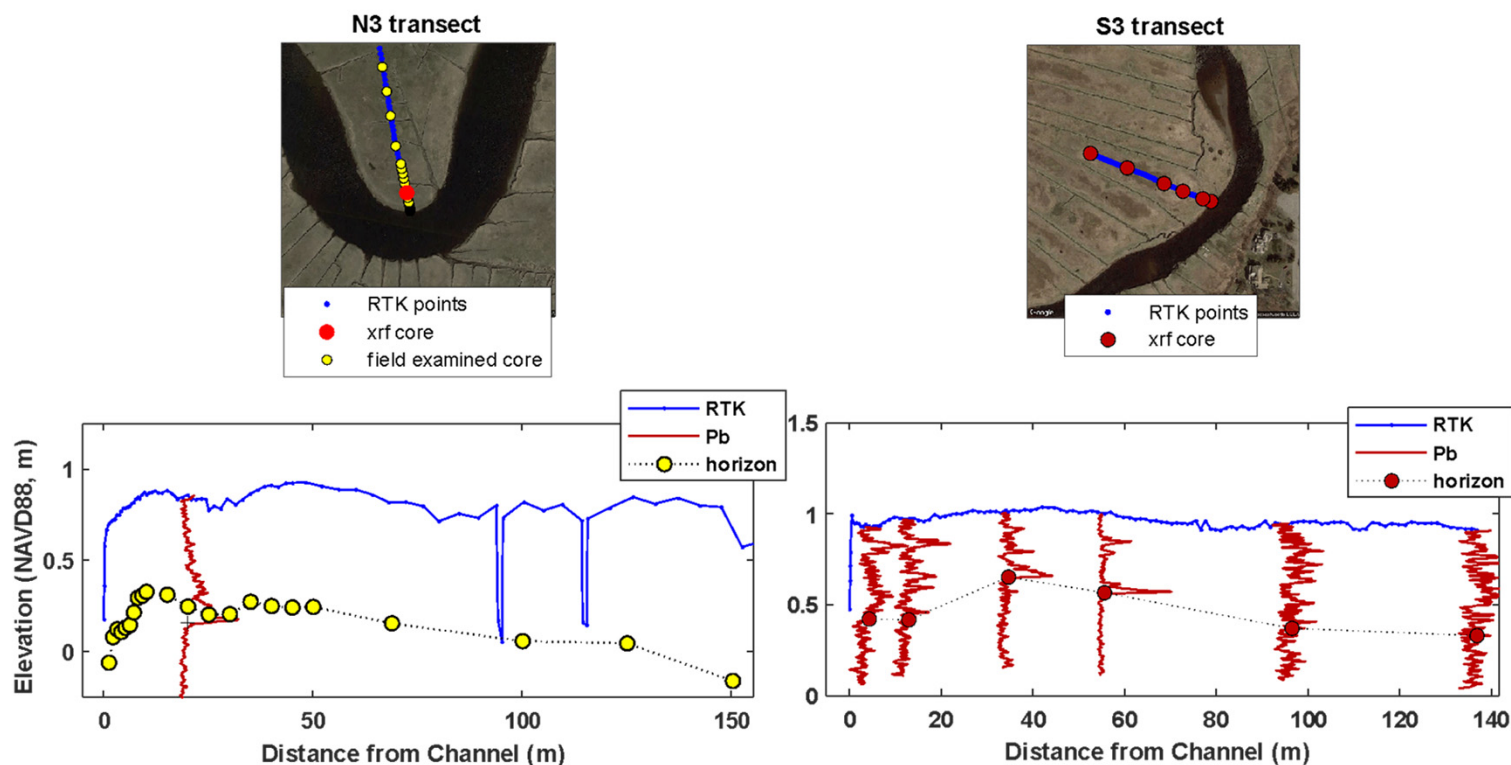 N3 transect
S3 transect
RTK points
xrf core
field examined core
Google
RTK points
xrf core
RTK
Pb
horizon
Elevation (NAVD88, m)
1
0.5
0
0
50
100
150
Distance from Channel (m)
RTK
Pb
horizon
1.5
1
0.5
0
0
20
40
60
80
100
120
140
Distance from Channel (m)